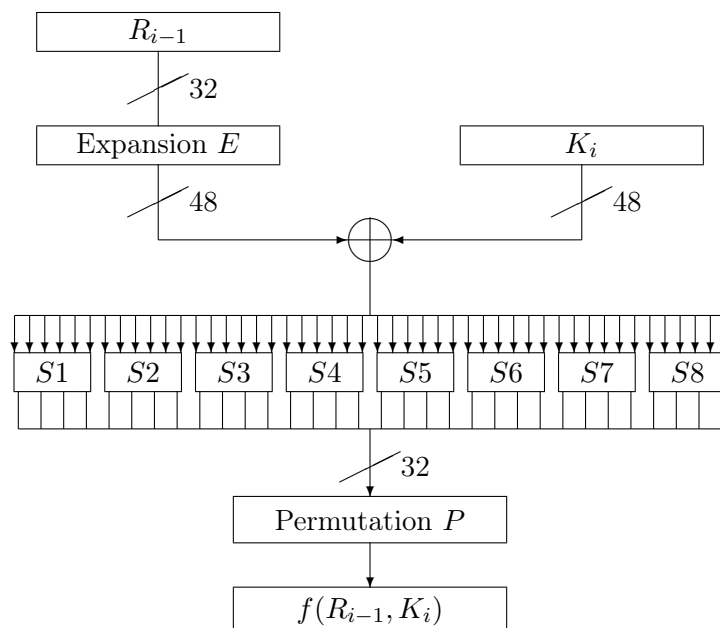 R_{i−1}
32
Expansion E
K_i
48
48
S1 S2 S3 S4 S5 S6 S7 S8
32
Permutation P
f(R_{i−1}, K_i)